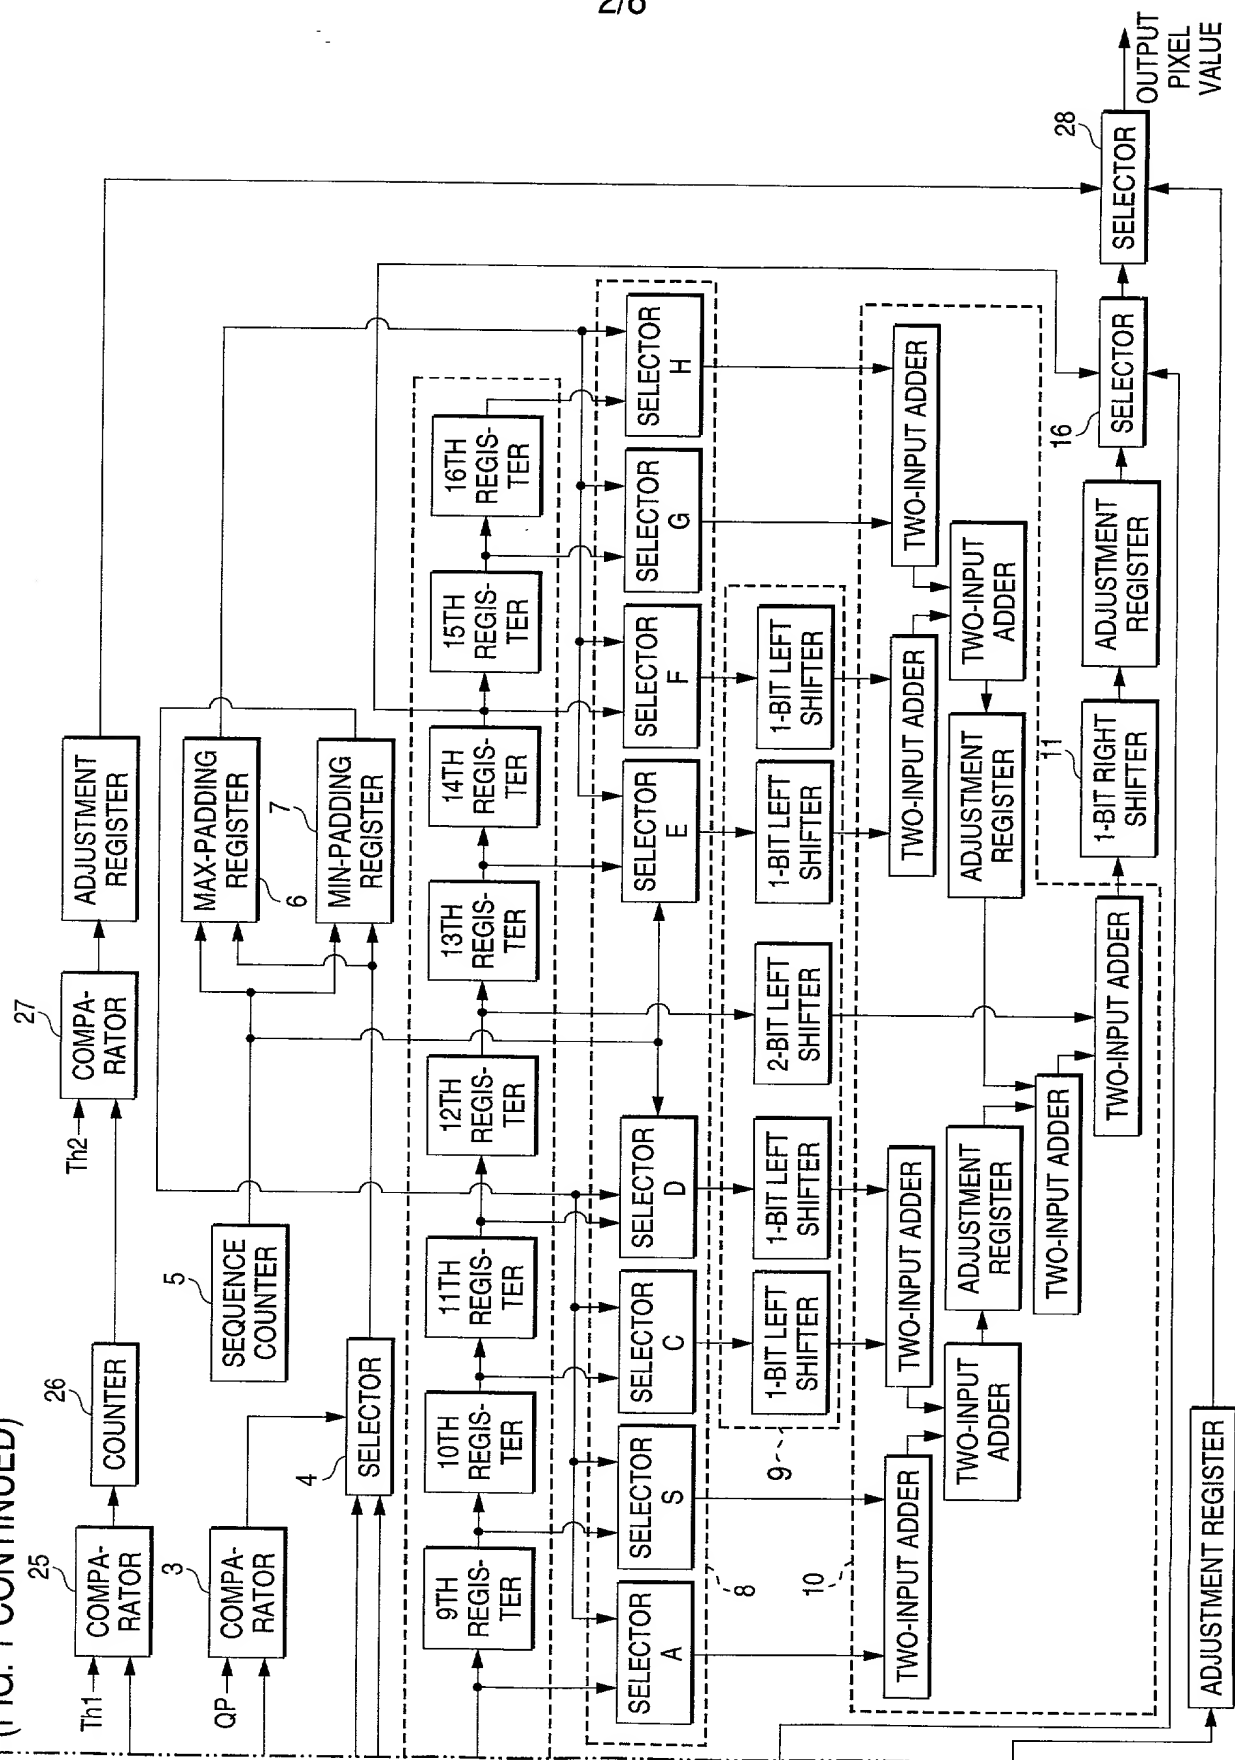 2/6
(FIG. 1 CONTINUED)
25
COMPA-
RATOR
Th1
26
COUNTER
27
COMPA-
RATOR
Th2
ADJUSTMENT
REGISTER
3
COMPA-
RATOR
QP
5
SEQUENCE
COUNTER
MAX-PADDING
REGISTER
6
4
SELECTOR
7
MIN-PADDING
REGISTER
9TH
REGIS-
TER
10TH
REGIS-
TER
11TH
REGIS-
TER
12TH
REGIS-
TER
13TH
REGIS-
TER
14TH
REGIS-
TER
15TH
REGIS-
TER
16TH
REGIS-
TER
SELECTOR
A
SELECTOR
S
SELECTOR
C
SELECTOR
D
SELECTOR
E
SELECTOR
F
SELECTOR
G
SELECTOR
H
8
9
1-BIT LEFT
SHIFTER
1-BIT LEFT
SHIFTER
2-BIT LEFT
SHIFTER
1-BIT LEFT
SHIFTER
1-BIT LEFT
SHIFTER
10
TWO-INPUT ADDER
TWO-INPUT ADDER
TWO-INPUT ADDER
TWO-INPUT ADDER
TWO-INPUT
ADDER
ADJUSTMENT
REGISTER
ADJUSTMENT
REGISTER
TWO-INPUT
ADDER
TWO-INPUT ADDER
TWO-INPUT ADDER
11
1-BIT RIGHT
SHIFTER
ADJUSTMENT
REGISTER
16
SELECTOR
28
SELECTOR
OUTPUT
PIXEL
VALUE
ADJUSTMENT REGISTER